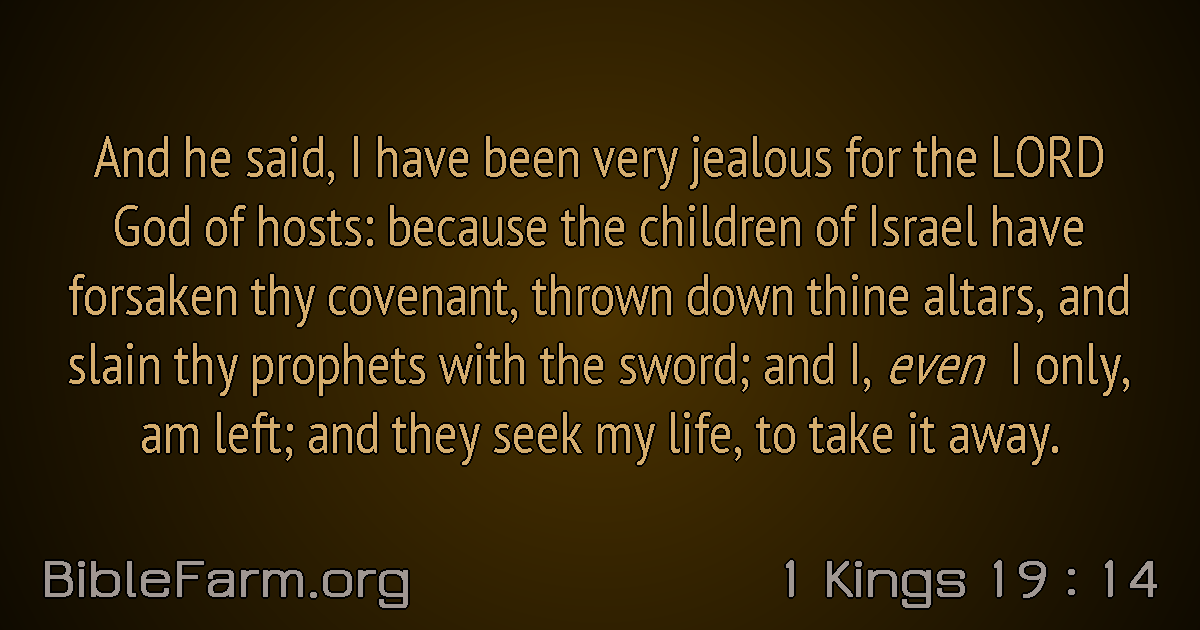 And he said, I have been very jealous for the LORD
God of hosts: because the children of Israel have
forsaken thy covenant, thrown down thine altars, and
slain thy prophets with the sword; and I, even I only,
am left; and they seek my life, to take it away.
BibleFarm.org
1 Kings 19 : 14